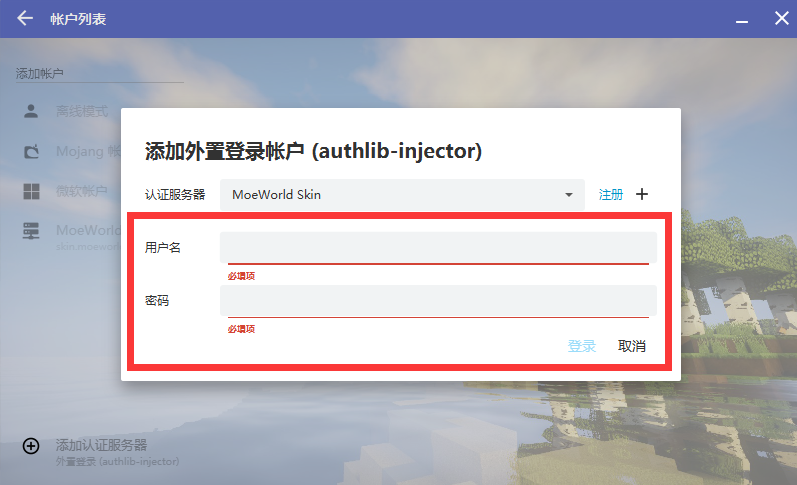 帐户列表
添加帐户
离线模式
Mojang 帐
微软帐户
MoeWorld
skin.moeworl
添加外置登录帐户 (authlib-injector)
认证服务器 MoeWorld Skin 注册
用户名
必填项
密码
必填项
登录 取消
添加认证服务器
外置登录 (authlib-injector)